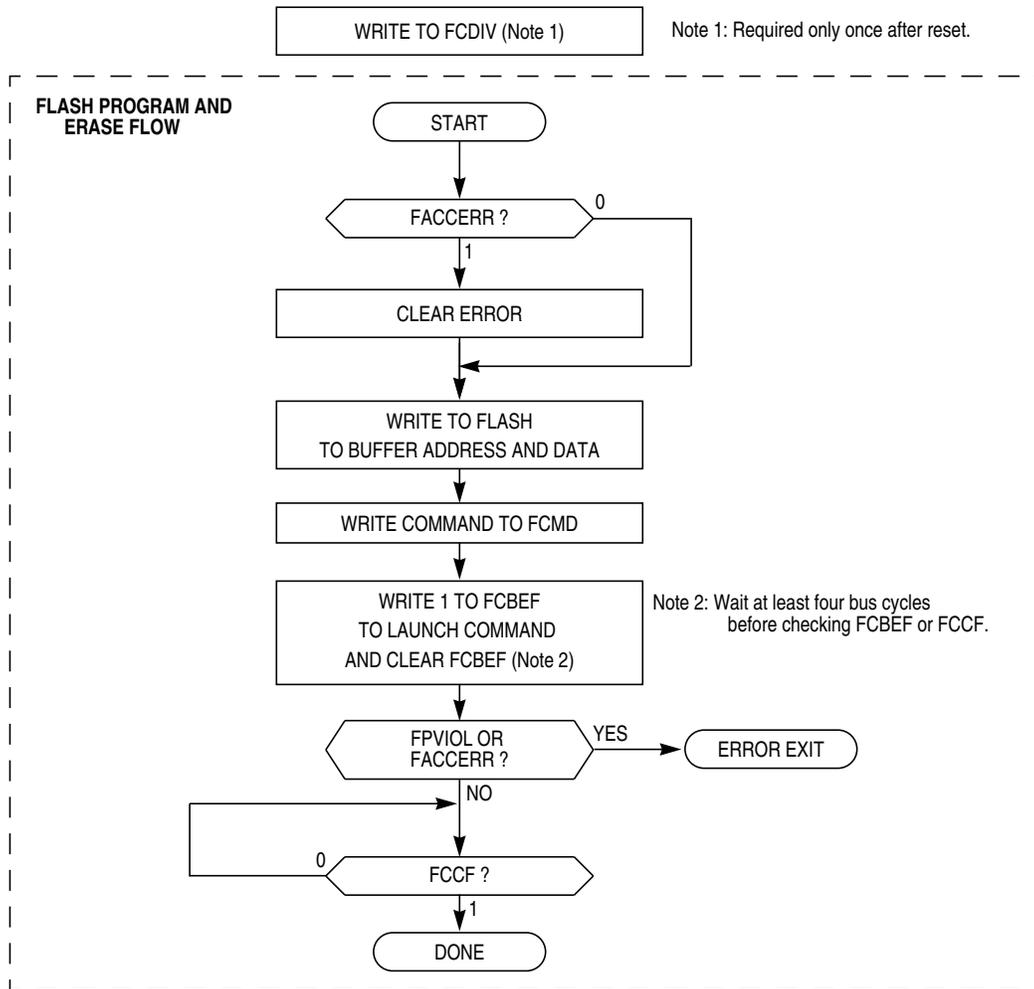 WRITE TO FCDIV (Note 1)
Note 1: Required only once after reset.
FLASH PROGRAM AND
ERASE FLOW
START
FACCERR ?
0
1
CLEAR ERROR
WRITE TO FLASH
TO BUFFER ADDRESS AND DATA
WRITE COMMAND TO FCMD
WRITE 1 TO FCBEF
TO LAUNCH COMMAND
AND CLEAR FCBEF (Note 2)
Note 2: Wait at least four bus cycles
before checking FCBEF or FCCF.
FPVIOL OR
FACCERR ?
YES
ERROR EXIT
NO
0
FCCF ?
1
DONE